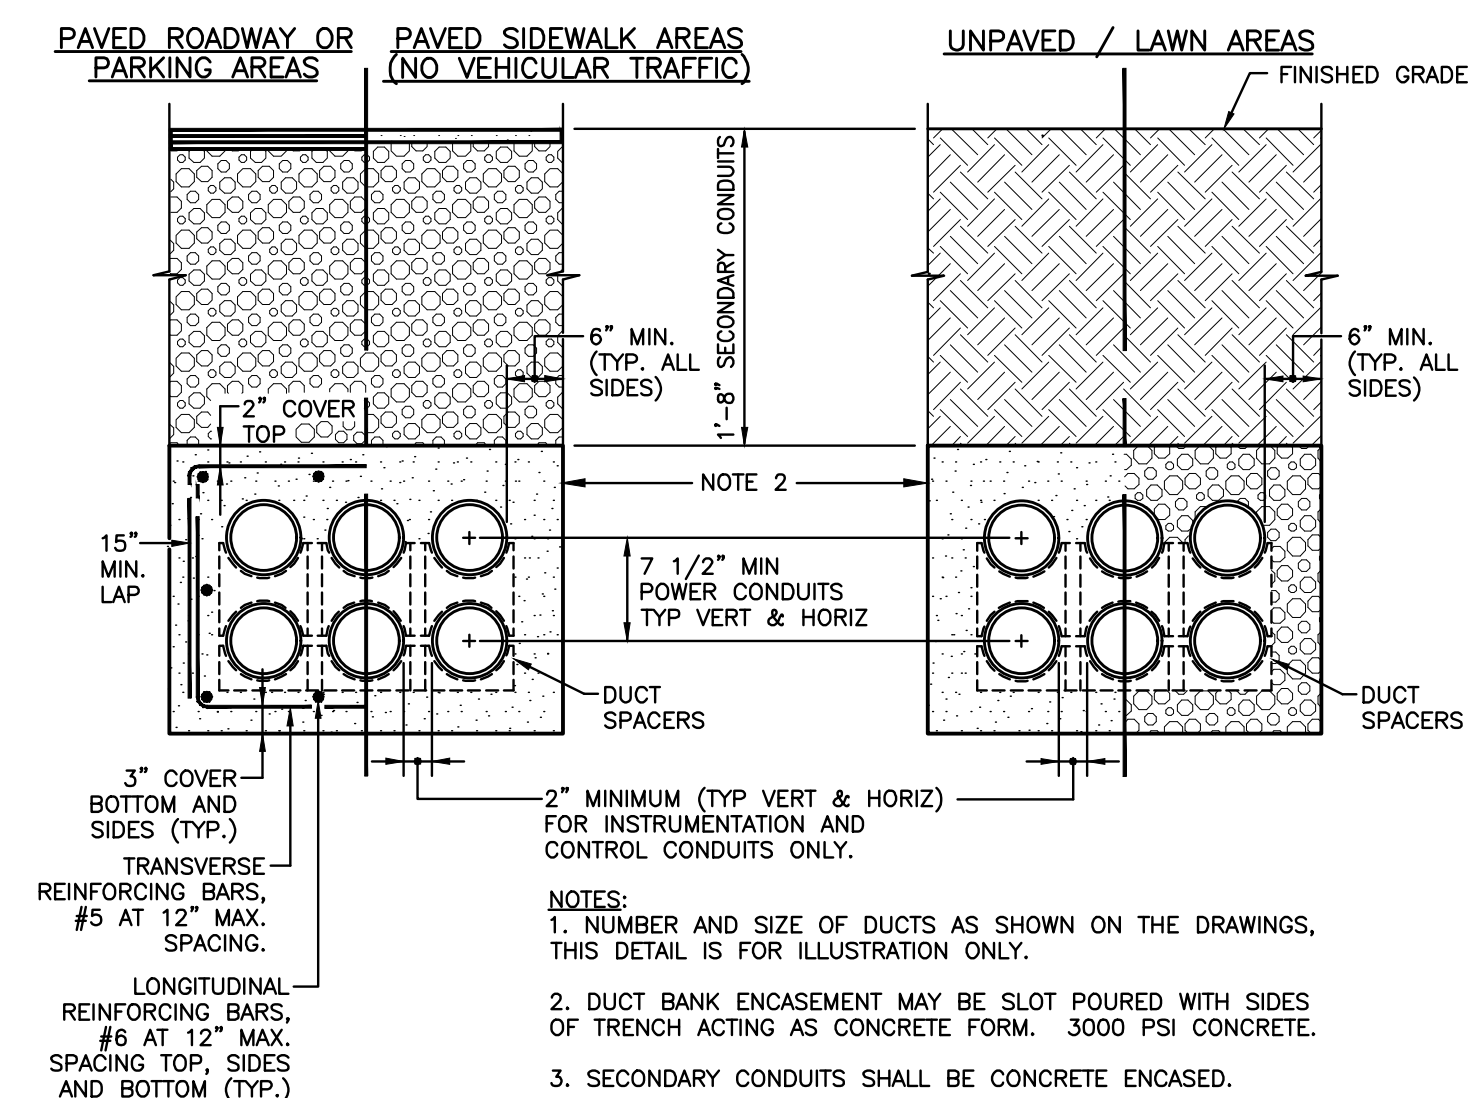 PAVED ROADWAY OR
PARKING AREAS
PAVED SIDEWALK AREAS
(NO VEHICULAR TRAFFIC)
UNPAVED / LAWN AREAS
FINISHED GRADE
1'-8" SECONDARY CONDUITS
6" MIN.
(TYP. ALL
SIDES)
6" MIN.
(TYP. ALL
SIDES)
2" COVER
TOP
NOTE 2
15"
MIN.
LAP
7 1/2" MIN
POWER CONDUITS
TYP VERT & HORIZ
DUCT
SPACERS
DUCT
SPACERS
3" COVER
BOTTOM AND
SIDES (TYP.)
2" MINIMUM (TYP VERT & HORIZ)
FOR INSTRUMENTATION AND
CONTROL CONDUITS ONLY.
TRANSVERSE
REINFORCING BARS,
#5 AT 12" MAX.
SPACING.
LONGITUDINAL
REINFORCING BARS,
#6 AT 12" MAX.
SPACING TOP, SIDES
AND BOTTOM (TYP.)
NOTES:
1. NUMBER AND SIZE OF DUCTS AS SHOWN ON THE DRAWINGS,
THIS DETAIL IS FOR ILLUSTRATION ONLY.
2. DUCT BANK ENCASEMENT MAY BE SLOT POURED WITH SIDES
OF TRENCH ACTING AS CONCRETE FORM. 3000 PSI CONCRETE.
3. SECONDARY CONDUITS SHALL BE CONCRETE ENCASED.